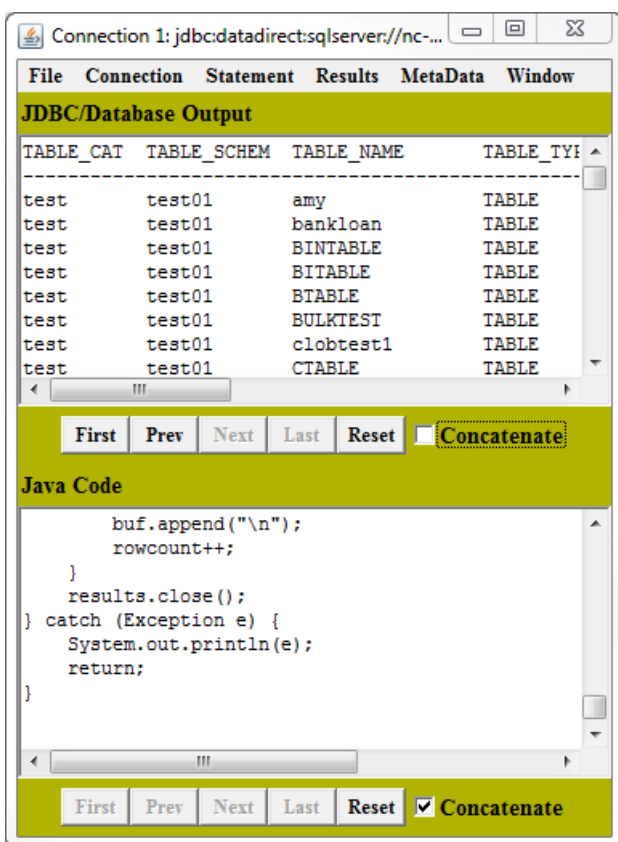 Connection 1: jdbc:datadirect:sqlserver://nc-...
File Connection Statement Results MetaData Window
JDBC/Database Output
TABLE_CAT TABLE_SCHEM TABLE_NAME TABLE_TYE
--------------------------------------------------------
test test01 amy TABLE
test test01 bankloan TABLE
test test01 BINTABLE TABLE
test test01 BITABLE TABLE
test test01 BTABLE TABLE
test test01 BULKTEST TABLE
test test01 clobtest1 TABLE
test test01 CTABLE TABLE
First Prev Next Last Reset Concatenate
Java Code
buf.append("\n");
rowcount++;
}
results.close();
} catch (Exception e) {
System.out.println(e);
return;
}
First Prev Next Last Reset Concatenate